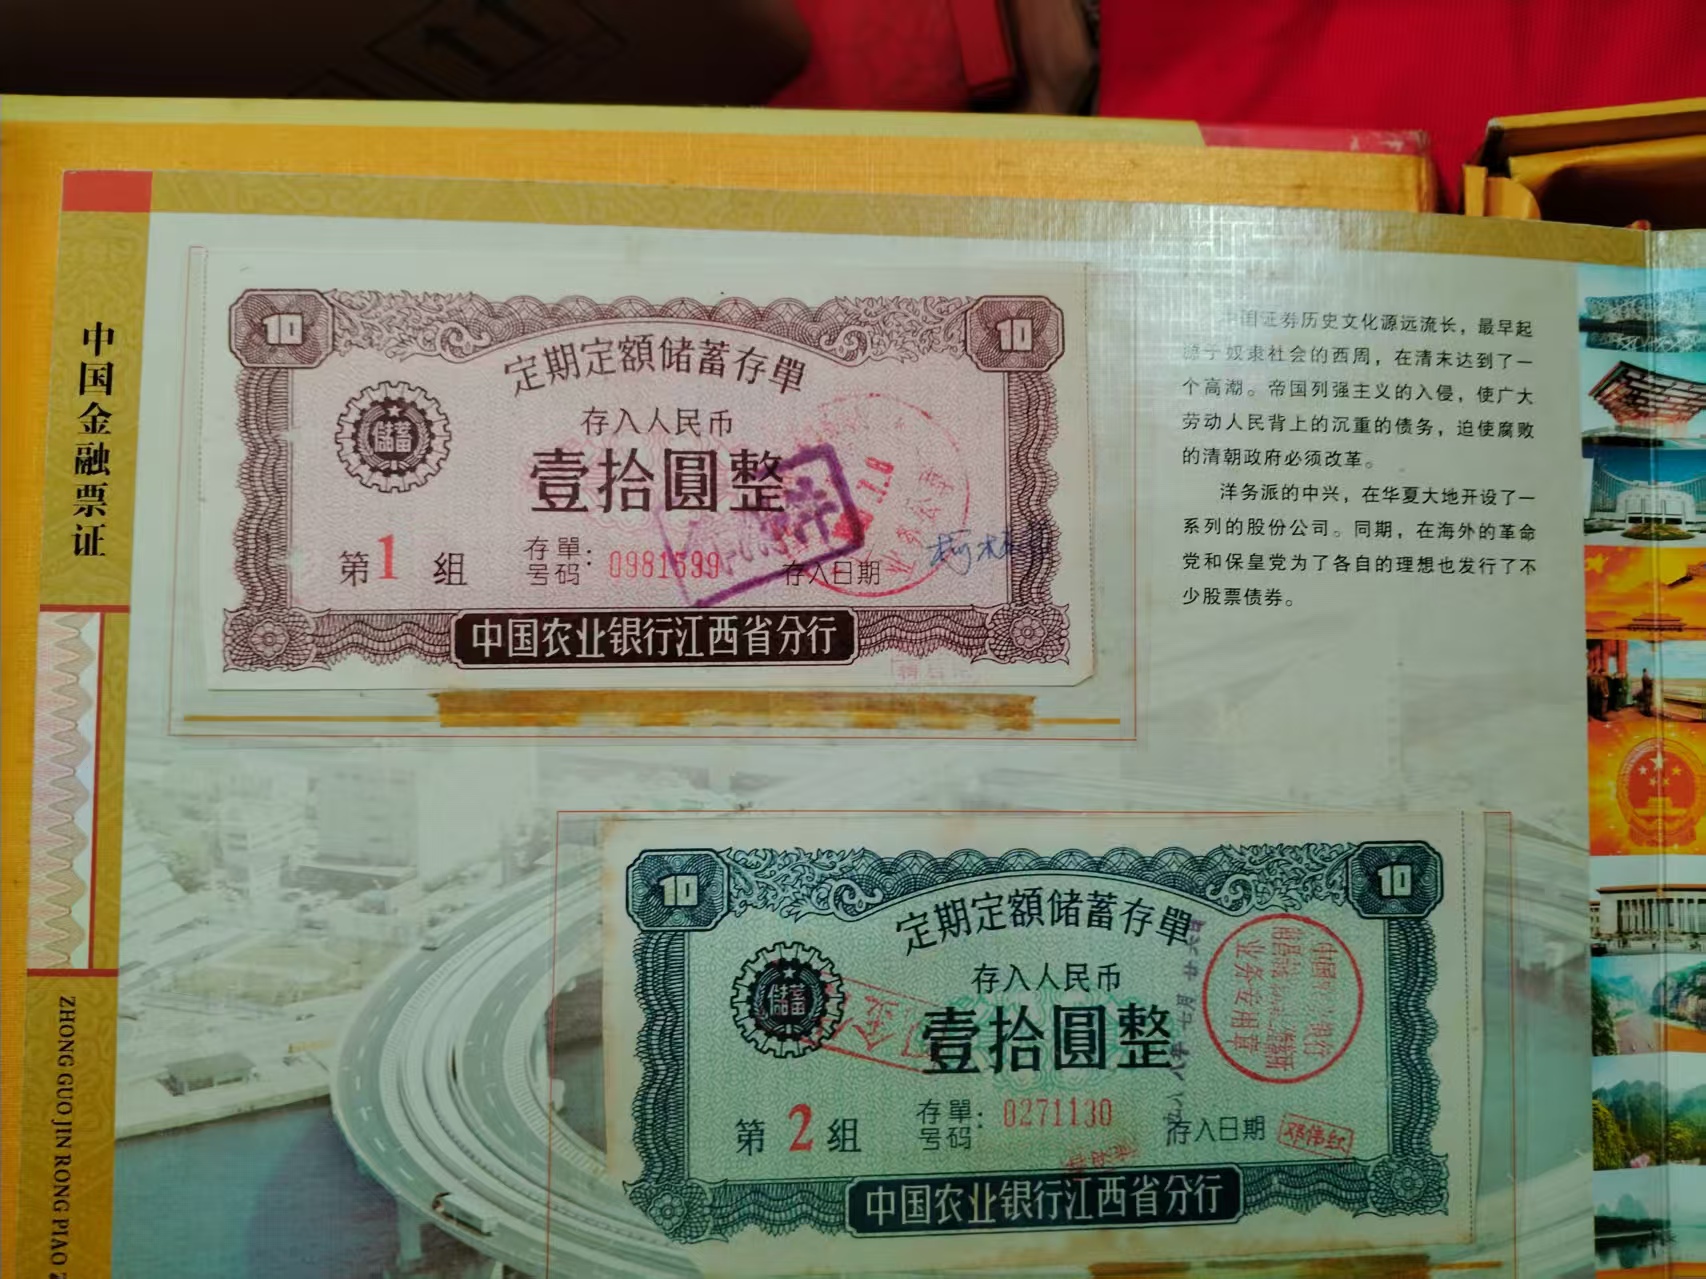 中国金融票证
ZHONG GUO JIN RONG PIAO
10
10
定期定額储蓄存單
儲蓄
存入人民币
壹拾圓整
第1组
存單号码: 0981599
存入日期
中国农业银行江西省分行
中国证券历史文化源远流长，最早起
源于奴隶社会的西周，在清末达到了一
个高潮。帝国列强主义的入侵，使广大
劳动人民背上的沉重的债务，迫使腐败
的清朝政府必须改革。
洋务派的中兴，在华夏大地开设了一
系列的股份公司。同期，在海外的革命
党和保皇党为了各自的理想也发行了不
少股票债券。
10
10
定期定額储蓄存單
儲蓄
存入人民币
壹拾圓整
业务专用章
第2组
存單号码: 0271130
存入日期
邓伟红
中国农业银行江西省分行